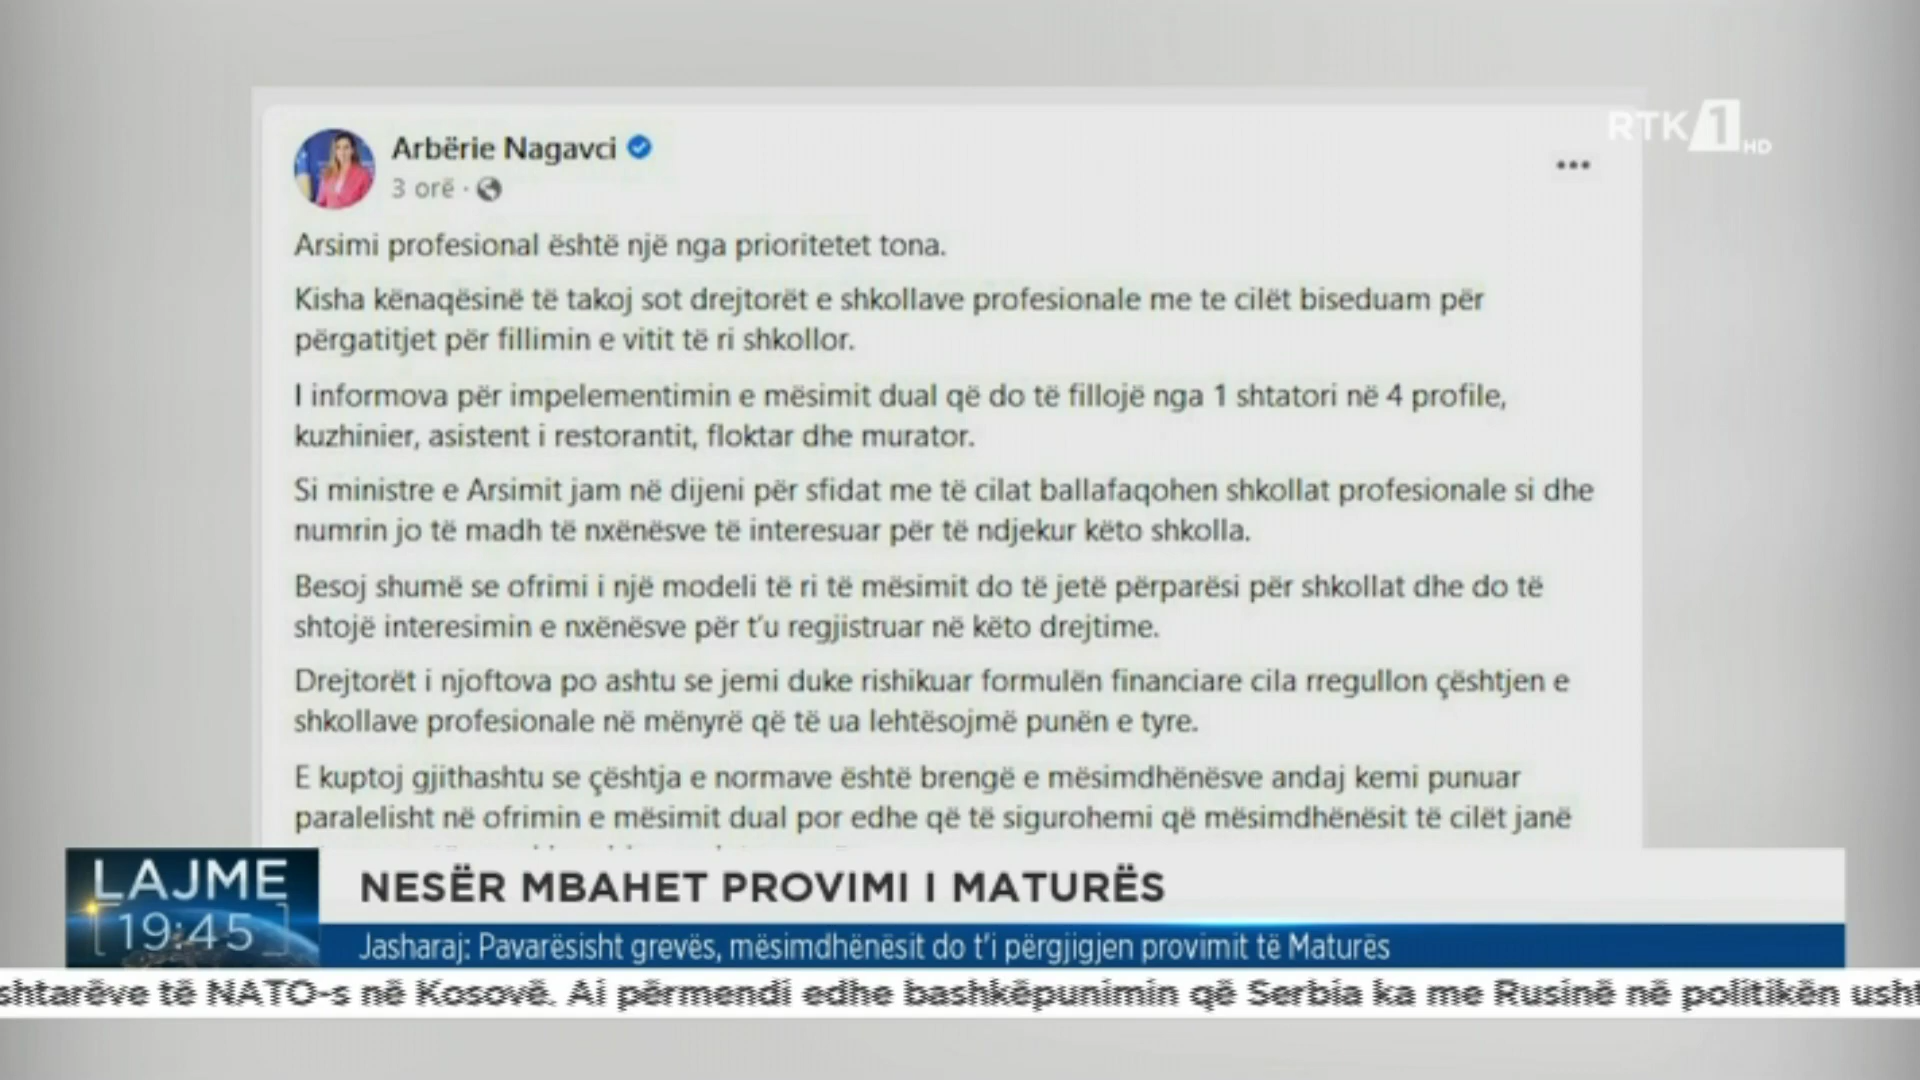 RTK 1 HD
Arbërie Nagavci
3 orë ·
Arsimi profesional është një nga prioritetet tona.
Kisha kënaqësinë të takoj sot drejtorët e shkollave profesionale me te cilët biseduam për
përgatitjet për fillimin e vitit të ri shkollor.
I informova për impelementimin e mësimit dual që do të fillojë nga 1 shtatori në 4 profile,
kuzhinier, asistent i restorantit, floktar dhe murator.
Si ministre e Arsimit jam në dijeni për sfidat me të cilat ballafaqohen shkollat profesionale si dhe
numrin jo të madh të nxënësve të interesuar për të ndjekur këto shkolla.
Besoj shumë se ofrimi i një modeli të ri të mësimit do të jetë përparësi për shkollat dhe do të
shtojë interesimin e nxënësve për t'u regjistruar në këto drejtime.
Drejtorët i njoftova po ashtu se jemi duke rishikuar formulën financiare cila rregullon çështjen e
shkollave profesionale në mënyrë që të ua lehtësojmë punën e tyre.
E kuptoj gjithashtu se çështja e normave është brengë e mësimdhënësve andaj kemi punuar
paralelisht në ofrimin e mësimit dual por edhe që të sigurohemi që mësimdhënësit të cilët janë
LAJME
19:45
NESËR MBAHET PROVIMI I MATURËS
Jasharaj: Pavarësisht grevës, mësimdhënësit do t'i përgjigjen provimit të Maturës
shtarëve të NATO-s në Kosovë. Ai përmendi edhe bashkëpunimin që Serbia ka me Rusinë në politikën usht